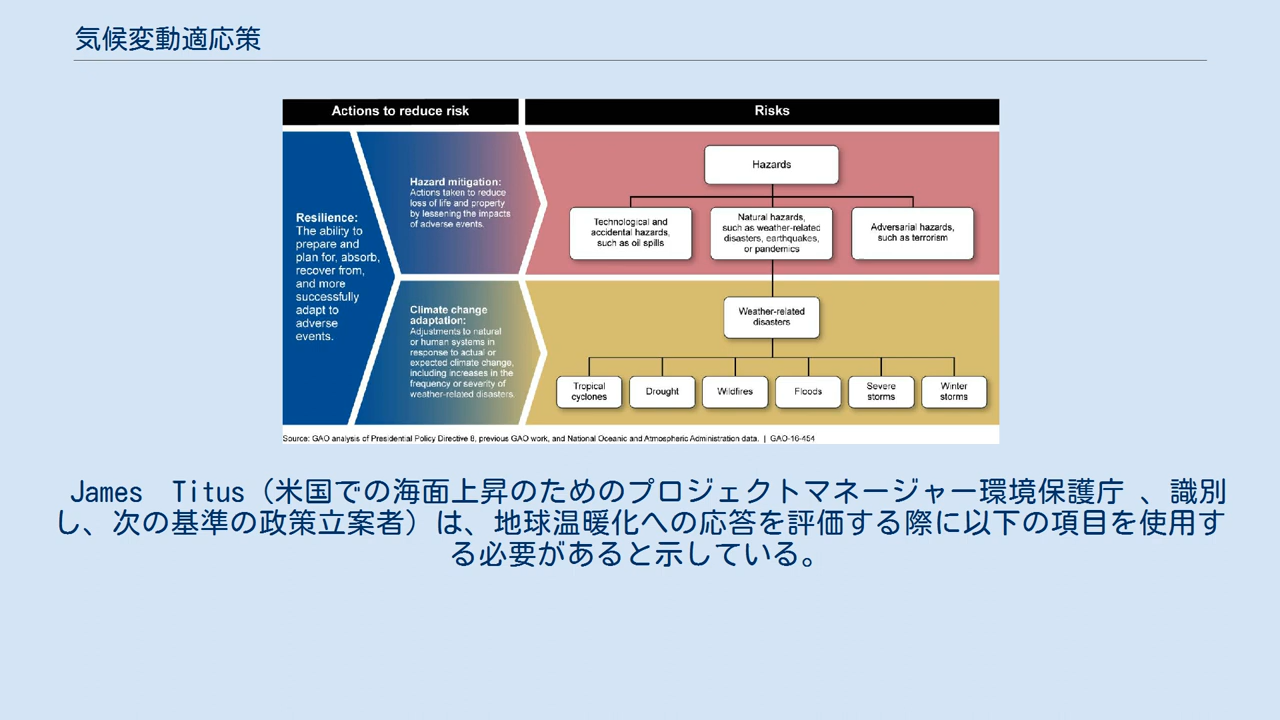 気候変動適応策
Actions to reduce risk
Risks
Resilience:
The ability to
prepare and
plan for, absorb,
recover from,
and more
successfully
adapt to
adverse
events.
Hazard mitigation:
Actions taken to reduce
loss of life and property
by lessening the impacts
of adverse events.
Climate change
adaptation:
Adjustments to natural
or human systems in
response to actual or
expected climate change,
including increases in the
frequency or severity of
weather-related disasters.
Hazards
Technological and
accidental hazards,
such as oil spills
Natural hazards,
such as weather-related
disasters, earthquakes,
or pandemics
Adversarial hazards,
such as terrorism
Weather-related
disasters
Tropical
cyclones
Drought
Wildfires
Floods
Severe
storms
Winter
storms
Source: GAO analysis of Presidential Policy Directive 8, previous GAO work, and National Oceanic and Atmospheric Administration data. | GAO-16-454
James　Titus（米国での海面上昇のためのプロジェクトマネージャー環境保護庁 、識別
し、次の基準の政策立案者）は、地球温暖化への応答を評価する際に以下の項目を使用す
る必要があると示している。